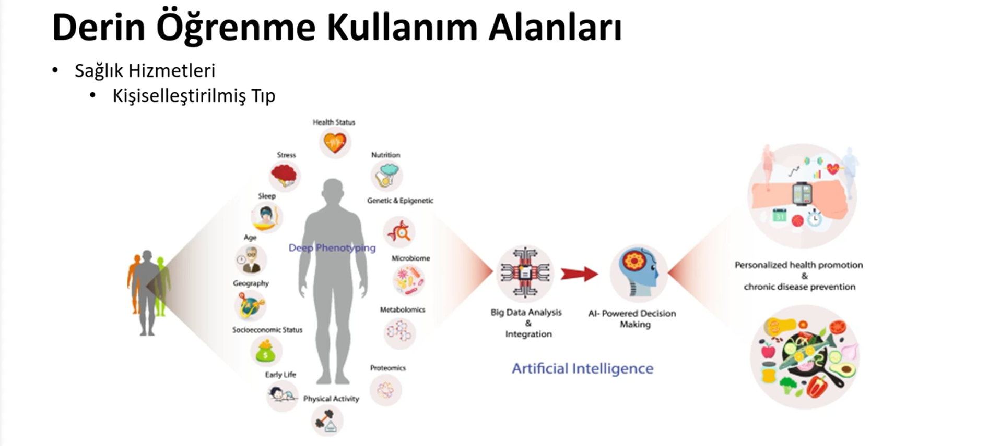 Derin Öğrenme Kullanım Alanları
• Sağlık Hizmetleri
• Kişiselleştirilmiş Tıp
Health Status
Stress
Nutrition
Sleep
Genetic & Epigenetic
Age
Deep Phenotyping
Microbiome
Geography
Metabolomics
Socioeconomic Status
Proteomics
Early Life
Physical Activity
Big Data Analysis
&
Integration
AI- Powered Decision
Making
Artificial Intelligence
31
Personalized health promotion
&
chronic disease prevention
$